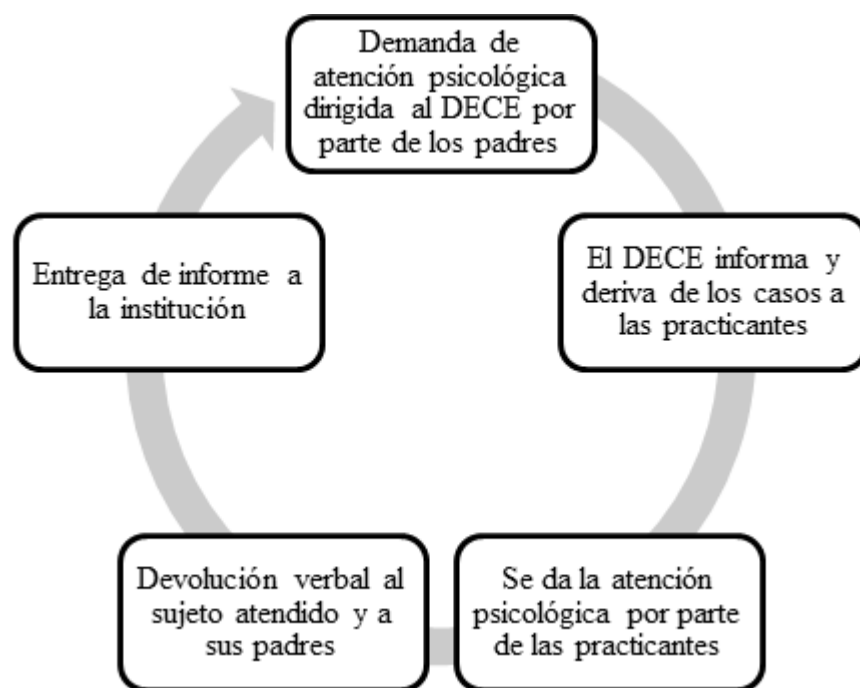 Demanda de
atención psicológica
dirigida al DECE por
parte de los padres
El DECE informa y
deriva de los casos a
las practicantes
Se da la atención
psicológica por parte
de las practicantes
Devolución verbal al
sujeto atendido y a
sus padres
Entrega de informe a
la institución